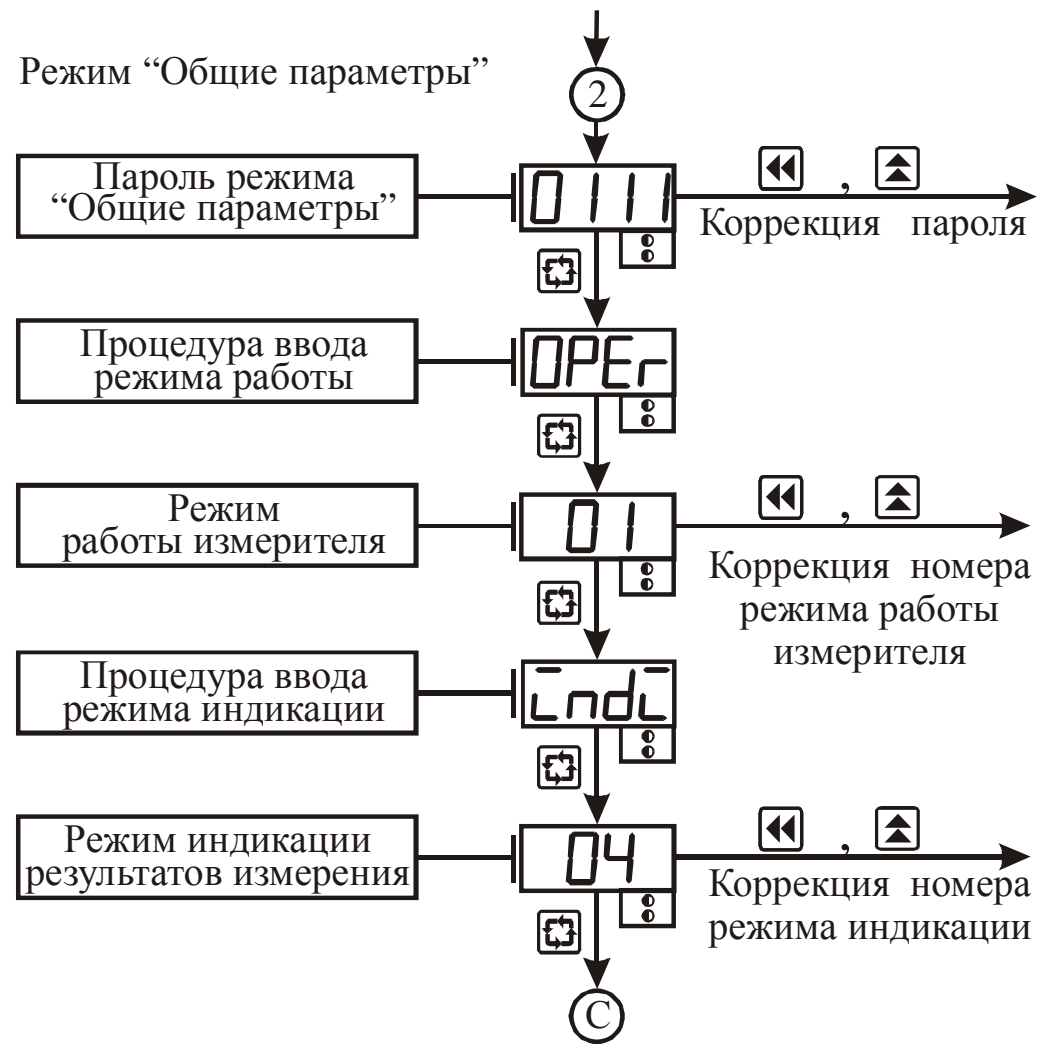 Режим “Общие параметры”
2
Пароль режима
“Общие параметры”
0111
,
Коррекция пароля
Процедура ввода
режима работы
OPEr
Режим
работы измерителя
01
,
Коррекция номера
режима работы
измерителя
Процедура ввода
режима индикации
indi
Режим индикации
результатов измерения
04
,
Коррекция номера
режима индикации
C